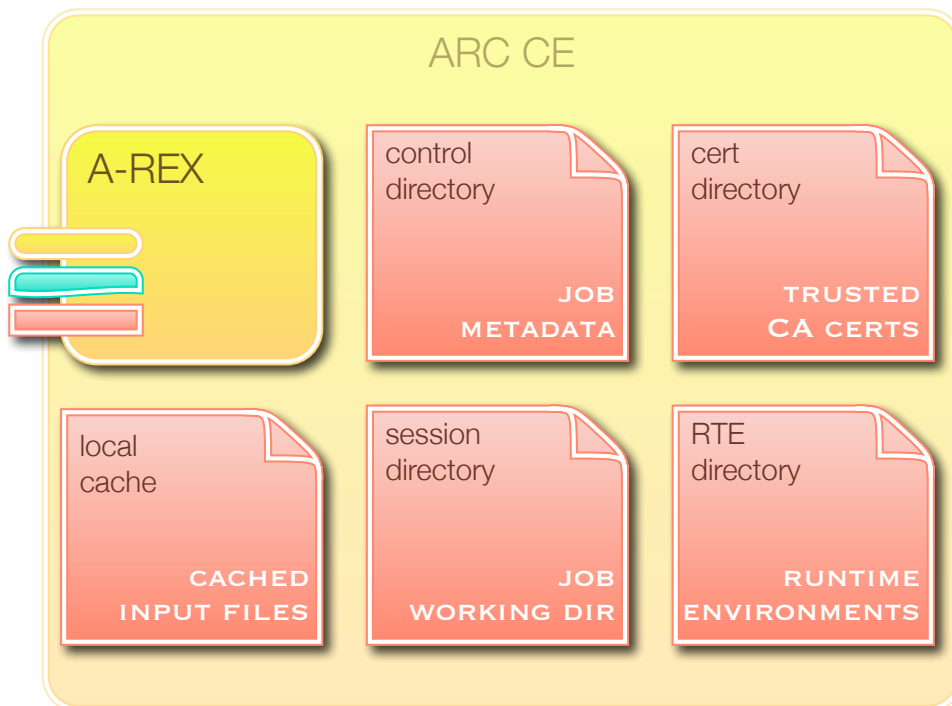 ARC CE
A-REX
control
directory
JOB
METADATA
cert
directory
TRUSTED
CA CERTS
local
cache
CACHED
INPUT FILES
session
directory
JOB
WORKING DIR
RTE
directory
RUNTIME
ENVIRONMENTS